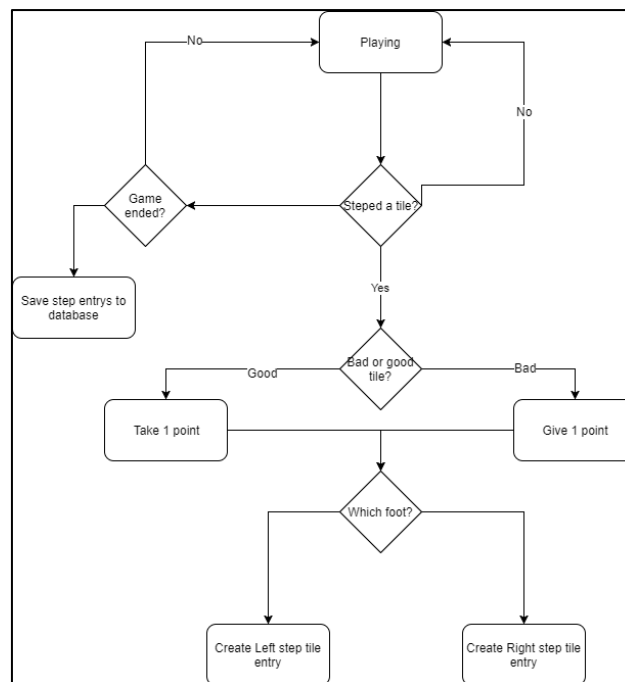 Playing
No
No
Game
ended?
Steped a tile?
Save step entrys to
database
Yes
Bad or good
tile?
Good
Bad
Take 1 point
Give 1 point
Which foot?
Create Left step tile
entry
Create Right step tile
entry